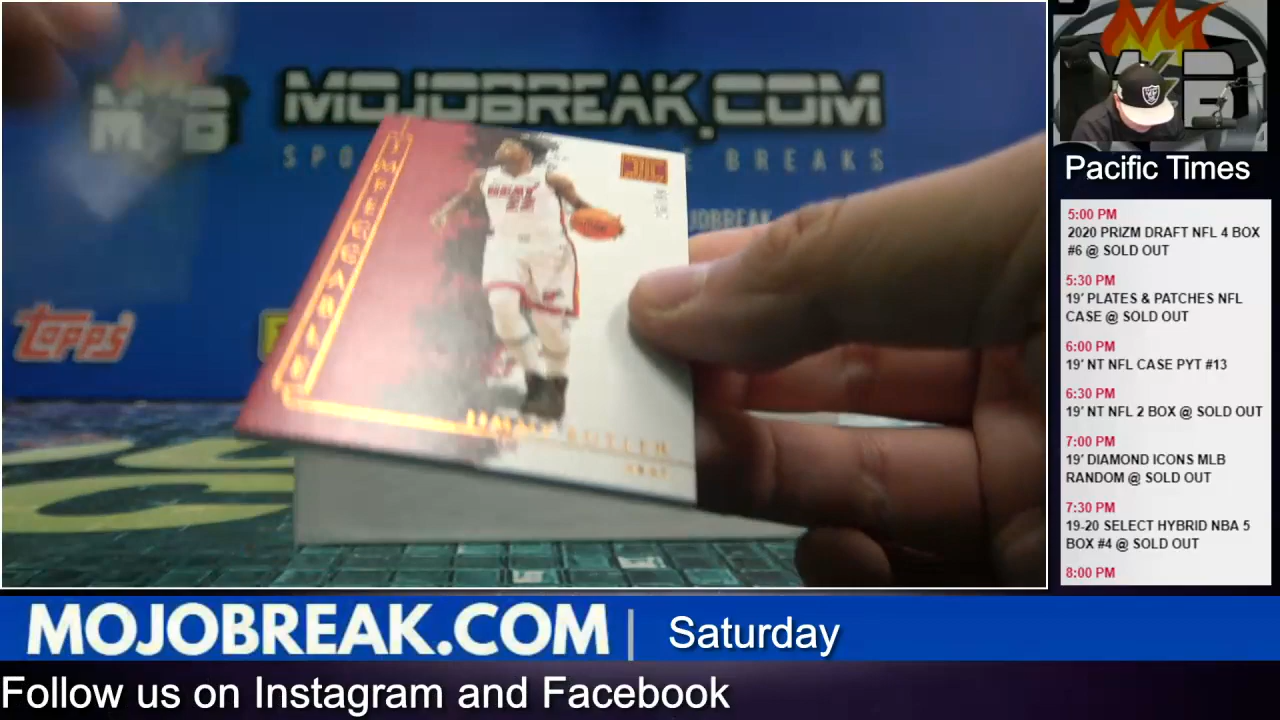 MOJOBREAK.COM
MOJOBREAK
Topps
HEAT
22
BUTLER
HEAT
Pacific Times
5:00 PM
2020 PRIZM DRAFT NFL 4 BOX
#6 @ SOLD OUT
5:30 PM
19' PLATES & PATCHES NFL
CASE @ SOLD OUT
6:00 PM
19' NT NFL CASE PYT #13
6:30 PM
19' NT NFL 2 BOX @ SOLD OUT
7:00 PM
19' DIAMOND ICONS MLB
RANDOM @ SOLD OUT
7:30 PM
19-20 SELECT HYBRID NBA 5
BOX #4 @ SOLD OUT
8:00 PM
MOJOBREAK.COM | Saturday
Follow us on Instagram and Facebook